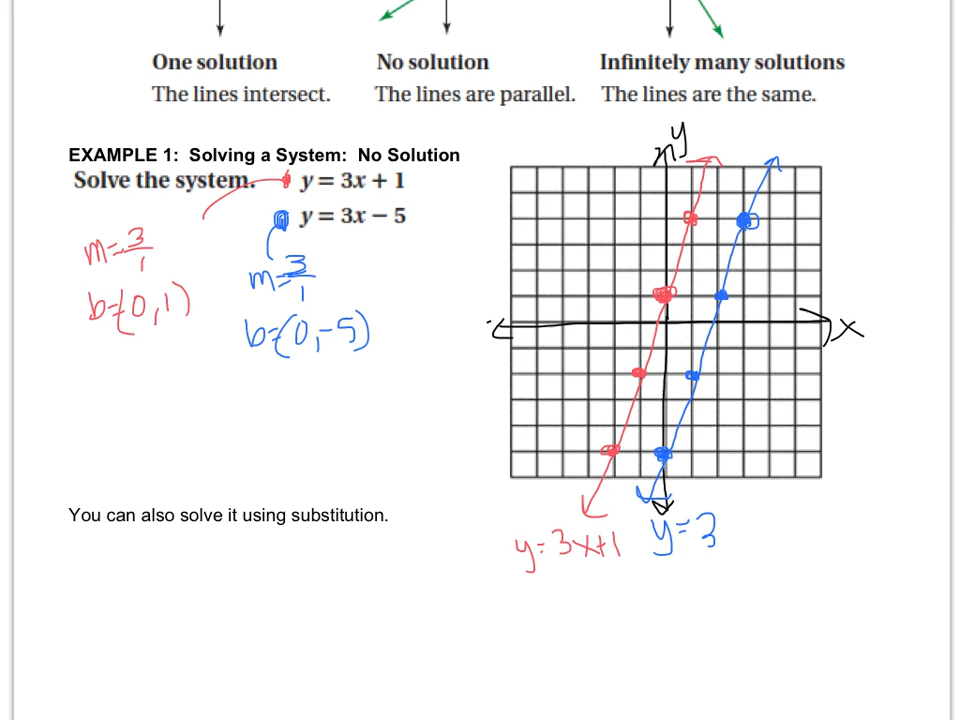 One solution No solution Infinitely many solutions
The lines intersect. The lines are parallel. The lines are the same.
EXAMPLE 1: Solving a System: No Solution
Solve the system. y = 3x + 1
y = 3x − 5
m = 3/1
b=(0,1)
m = 3/1
b=(0,-5)
y
x
You can also solve it using substitution.
y=3x+1 y=3